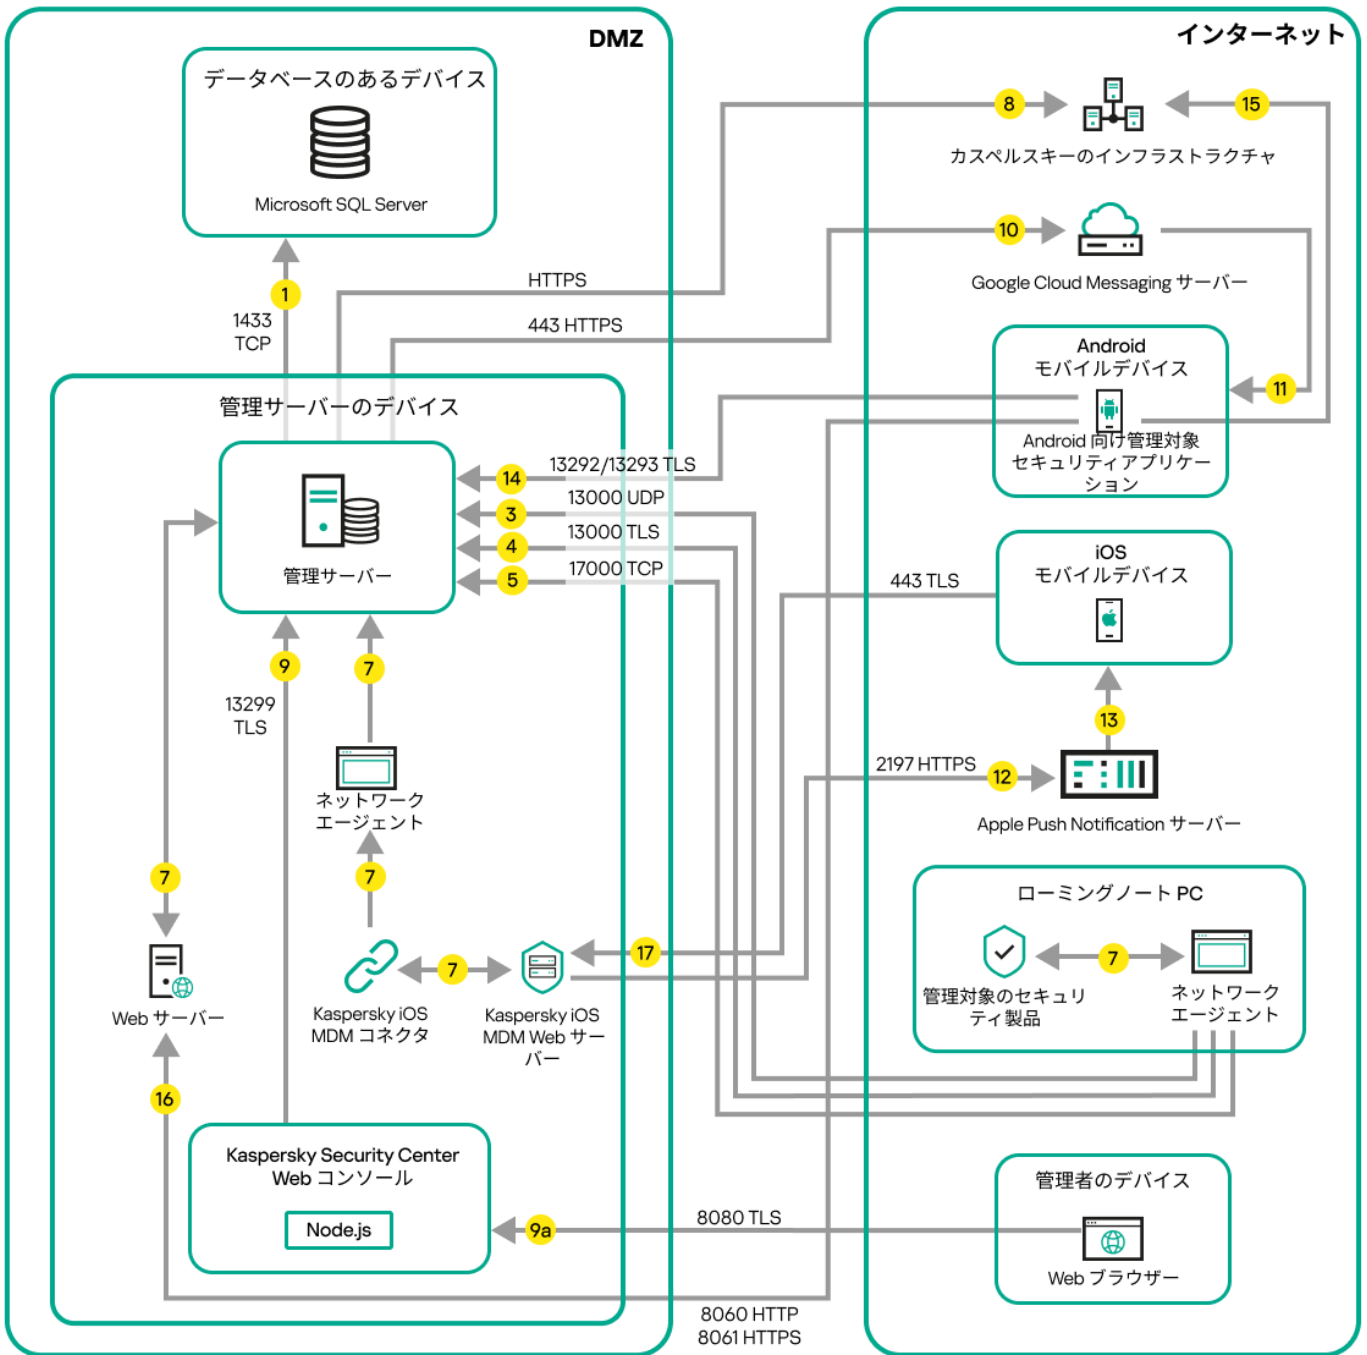 DMZ
インターネット
データベースのあるデバイス
Microsoft SQL Server
1
1433
TCP
HTTPS
443 HTTPS
8
15
カスペルスキーのインフラストラクチャ
10
Google Cloud Messaging サーバー
Android
モバイルデバイス
11
Android 向け管理対象
セキュリティアプリケー
ション
管理サーバーのデバイス
管理サーバー
14
13292/13293 TLS
3
13000 UDP
4
13000 TLS
5
17000 TCP
iOS
モバイルデバイス
443 TLS
13
9
13299
TLS
7
ネットワーク
エージェント
7
7
2197 HTTPS
12
Apple Push Notification サーバー
ローミングノート PC
7
管理対象のセキュリ
ティ製品
ネットワーク
エージェント
17
7
Web サーバー
Kaspersky iOS
MDM コネクタ
Kaspersky iOS
MDM Web サー
バー
16
Kaspersky Security Center
Web コンソール
Node.js
9a
8080 TLS
管理者のデバイス
Web ブラウザー
8060 HTTP
8061 HTTPS